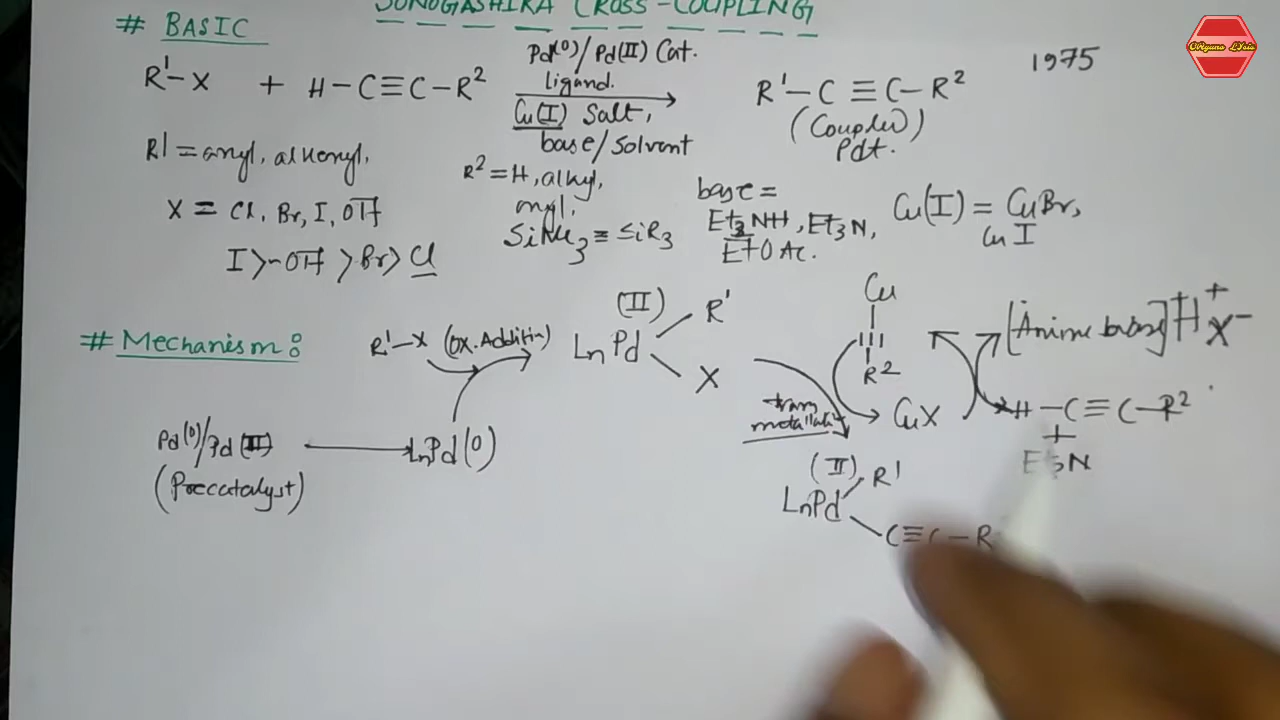 SONOGASHIRA CROSS-COUPLING
# BASIC
1975
R¹-X + H-C≡C-R²
Pd⁽⁰⁾/Pd(II) Cat.
ligand.
Cu(I) Salt,
base/solvent
R¹-C≡C-R²
(Coupled)
Pdt.
R¹ = aryl, alkenyl,
X = Cl, Br, I, OTf
I > ~OTf > Br > Cl
R² = H, alkyl,
aryl,
SiMe₃ = SiR₃
base =
Et₂NH, Et₃N,
EtOAc.
Cu(I) = CuBr,
CuI
# Mechanism:
R¹-X (Ox. Addition)
(II)
LnPd
R¹
X
Cu
|||
R²
CuX
[Amine base] H⁺
X⁻
H-C≡C-R²
+
Et₃N
trans
metallati
Pd⁽⁰⁾/Pd(II)
(Precatalyst)
LnPd(0)
(II)
LnPd
R¹
C≡C-R